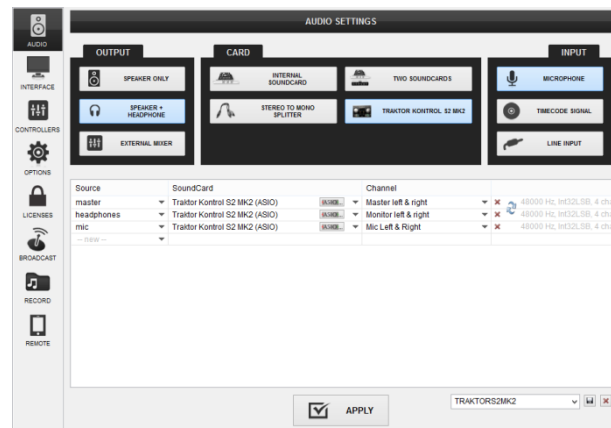 AUDIO SETTINGS
AUDIO
INTERFACE
CONTROLLERS
OPTIONS
LICENSES
BROADCAST
RECORD
REMOTE
OUTPUT
SPEAKER ONLY
SPEAKER +
HEADPHONE
EXTERNAL MIXER
CARD
INTERNAL
SOUNDCARD
TWO SOUNDCARDS
STEREO TO MONO
SPLITTER
TRAKTOR KONTROL S2 MK2
INPUT
MICROPHONE
TIMECODE SIGNAL
LINE INPUT
Source SoundCard Channel
master Traktor Kontrol S2 MK2 (ASIO) Master left & right 48000 Hz, Int32LSB, 4 cha
headphones Traktor Kontrol S2 MK2 (ASIO) Monitor left & right 48000 Hz, Int32LSB, 4 cha
mic Traktor Kontrol S2 MK2 (ASIO) Mic Left & Right 48000 Hz, Int32LSB, 4 cha
-- new --
APPLY
TRAKTORS2MK2